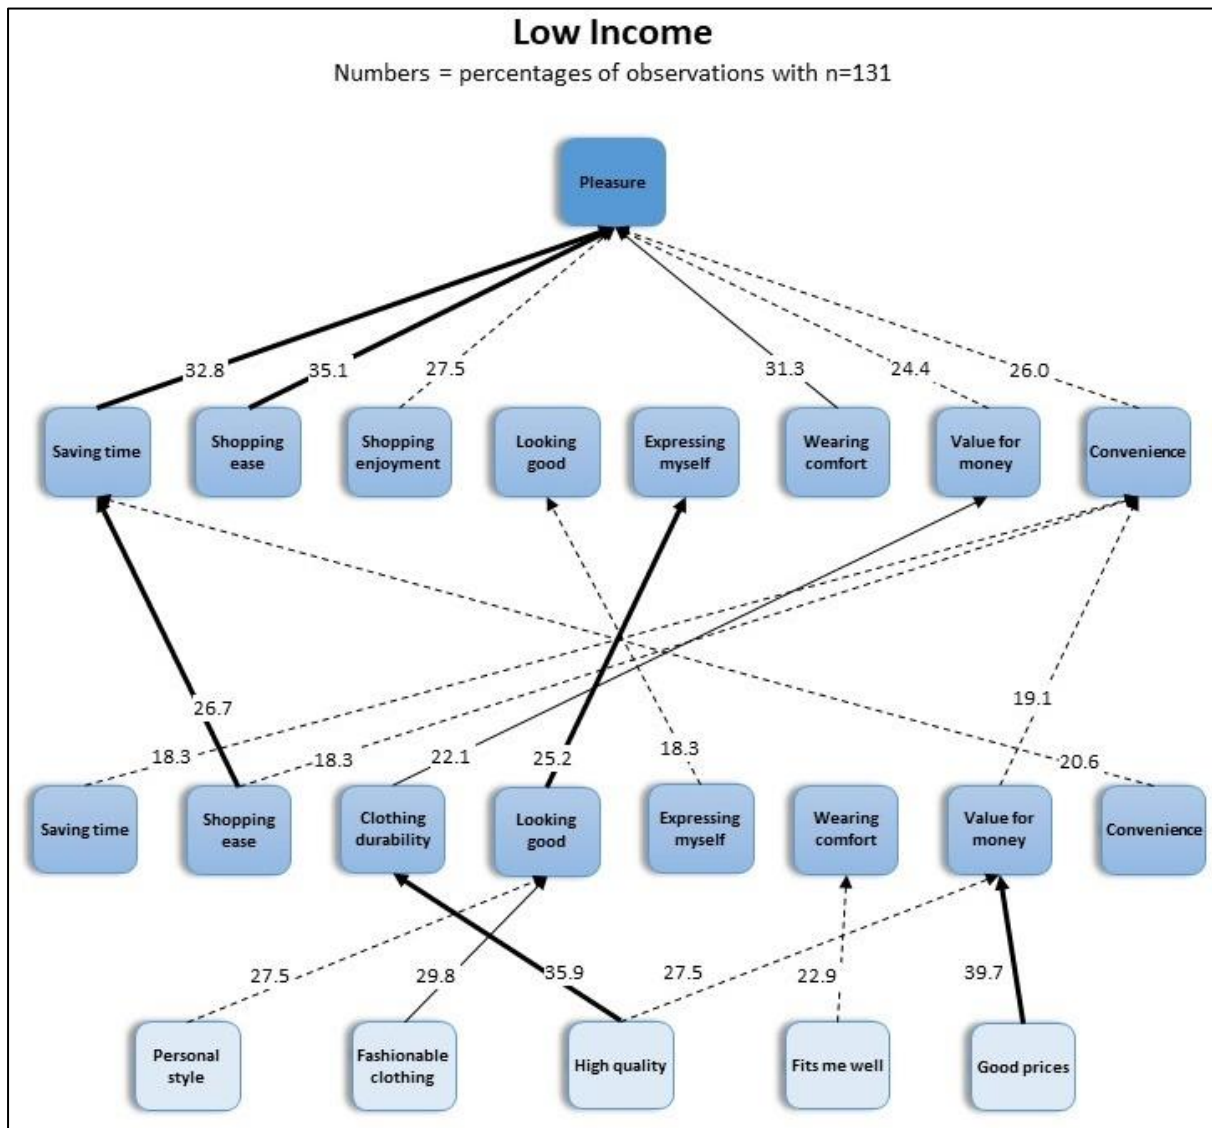 Low Income
Numbers = percentages of observations with n=131
Pleasure
32.8
35.1
27.5
31.3
24.4
26.0
Saving time
Shopping
ease
Shopping
enjoyment
Looking
good
Expressing
myself
Wearing
comfort
Value for
money
Convenience
26.7
18.3
18.3
22.1
25.2
18.3
19.1
20.6
Saving time
Shopping
ease
Clothing
durability
Looking
good
Expressing
myself
Wearing
comfort
Value for
money
Convenience
27.5
29.8
35.9
27.5
22.9
39.7
Personal
style
Fashionable
clothing
High quality
Fits me well
Good prices